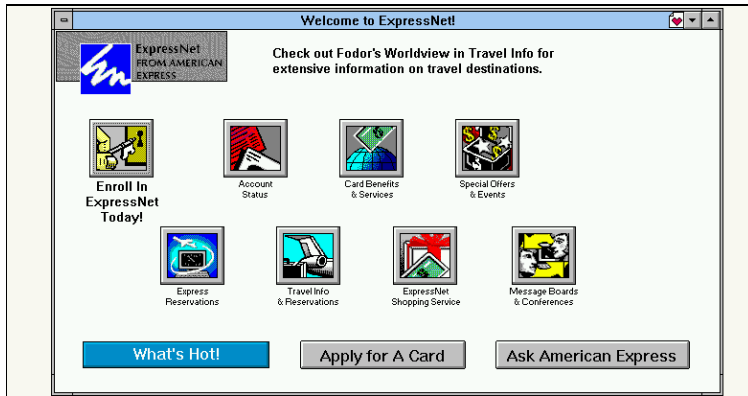 Welcome to ExpressNet!
ExpressNet
FROM AMERICAN
EXPRESS
Check out Fodor's Worldview in Travel Info for
extensive information on travel destinations.
Enroll In
ExpressNet
Today!
Account
Status
Card Benefits
& Services
Special Offers
& Events
Express
Reservations
Travel Info
& Reservations
ExpressNet
Shopping Service
Message Boards
& Conferences
What's Hot!
Apply for A Card
Ask American Express